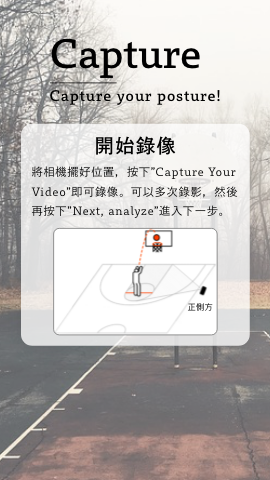 Capture
Capture your posture!
開始錄像
將相機擺好位置，按下"Capture Your
Video"即可錄像。可以多次錄影，然後
再按下"Next, analyze"進入下一步。
正側方